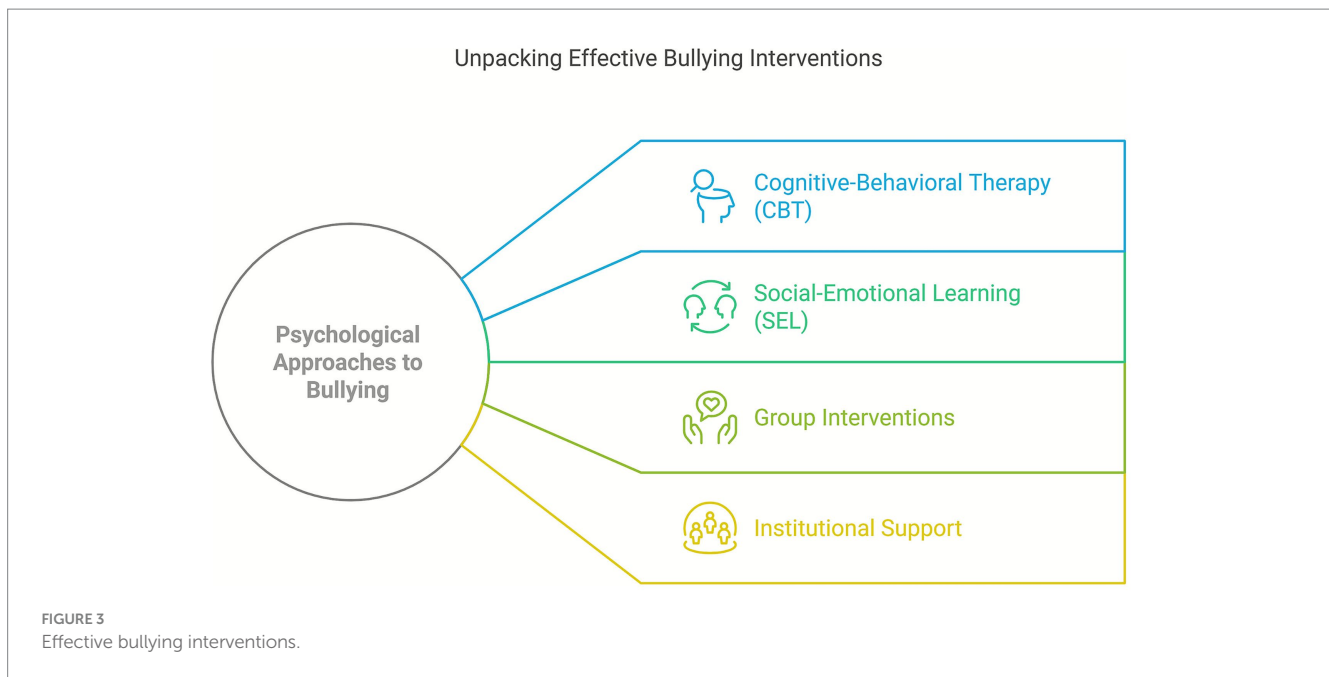 Unpacking Effective Bullying Interventions
Psychological
Approaches to
Bullying
Cognitive-Behavioral Therapy
(CBT)
Social-Emotional Learning
(SEL)
Group Interventions
Institutional Support
FIGURE 3
Effective bullying interventions.